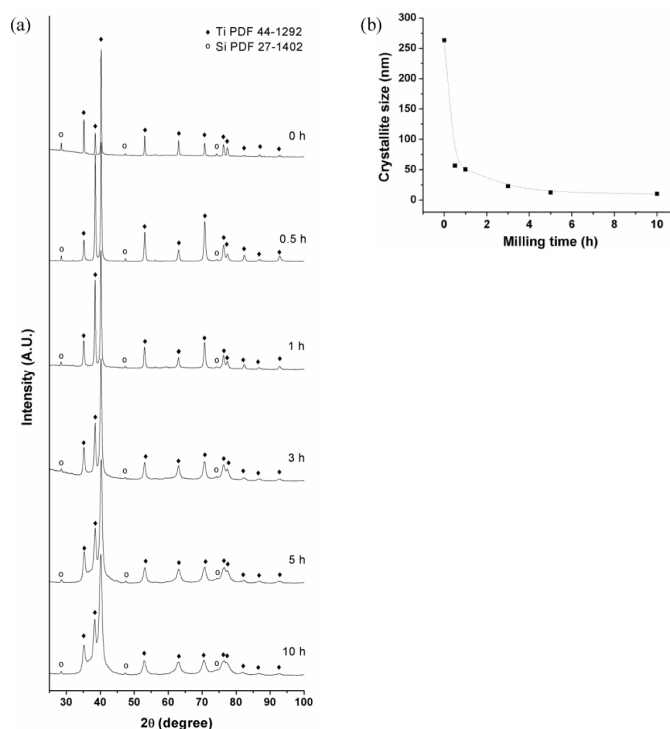 (a)
♦ Ti PDF 44-1292
o Si PDF 27-1402
0 h
0.5 h
1 h
3 h
5 h
10 h
Intensity (A.U.)
30 40 50 60 70 80 90 100
2θ (degree)
(b)
300
250
200
150
100
50
0
Crystallite size (nm)
0 2 4 6 8 10
Milling time (h)